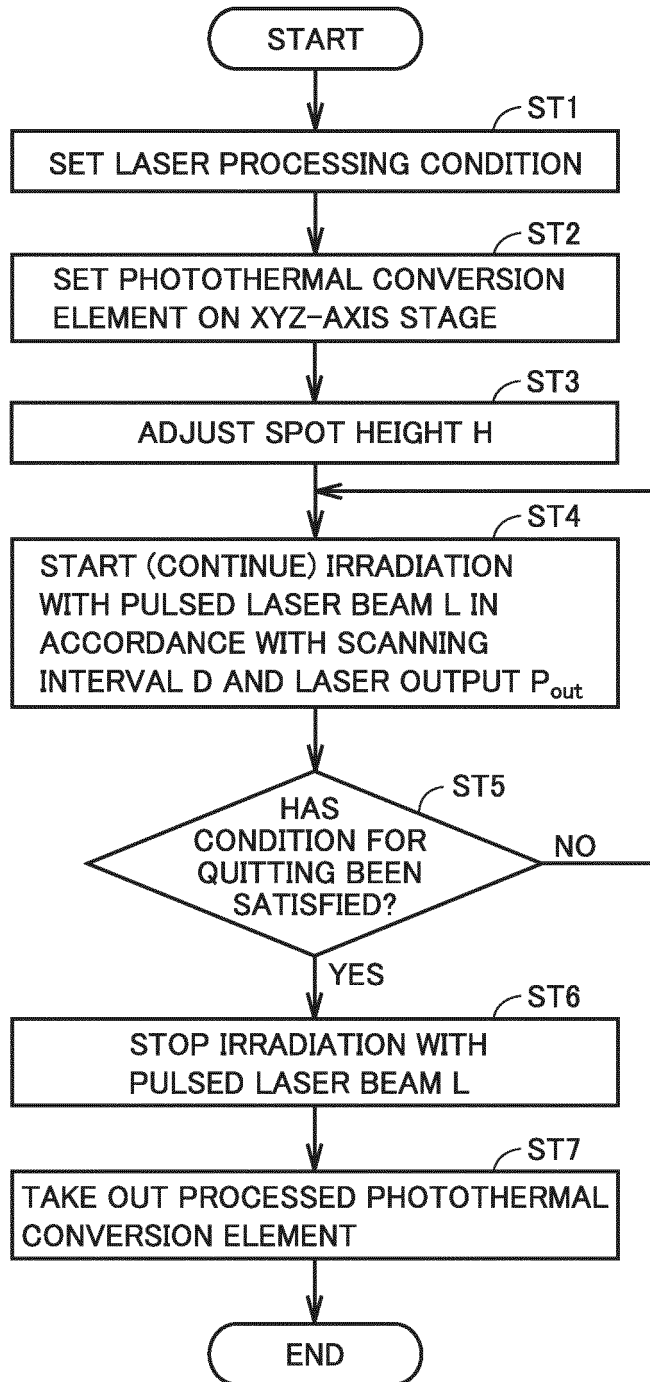 START
ST1
SET LASER PROCESSING CONDITION
ST2
SET PHOTOTHERMAL CONVERSION
ELEMENT ON XYZ-AXIS STAGE
ST3
ADJUST SPOT HEIGHT H
ST4
START (CONTINUE) IRRADIATION
WITH PULSED LASER BEAM L IN
ACCORDANCE WITH SCANNING
INTERVAL D AND LASER OUTPUT Pout
ST5
HAS
CONDITION FOR
QUITTING BEEN
SATISFIED?
NO
YES
ST6
STOP IRRADIATION WITH
PULSED LASER BEAM L
ST7
TAKE OUT PROCESSED PHOTOTHERMAL
CONVERSION ELEMENT
END